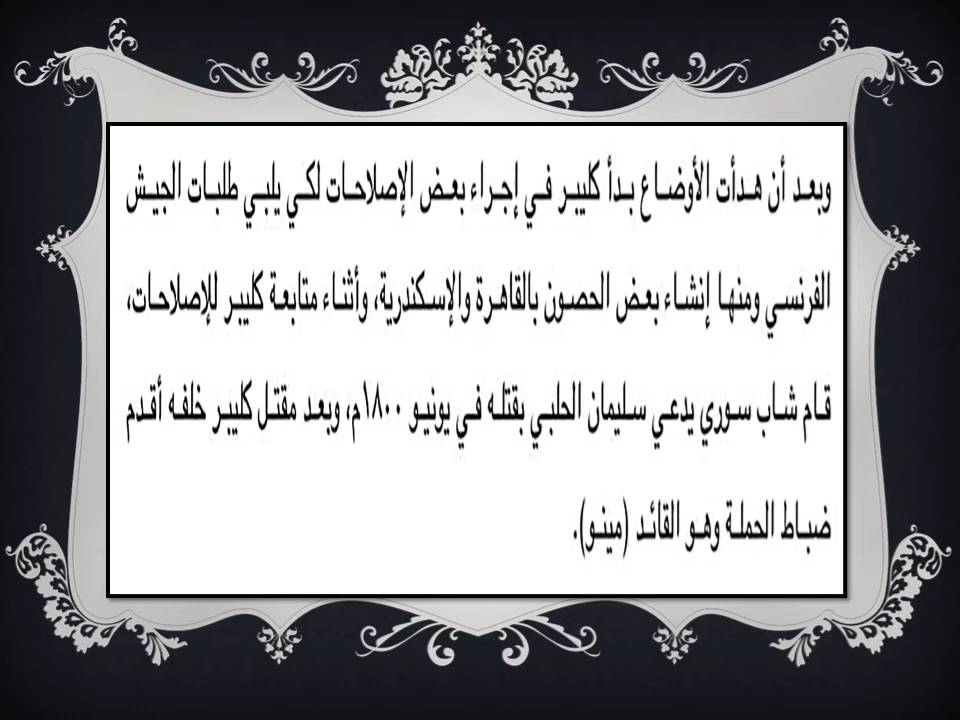 وبعد أن هدأت الأوضاع بدأ كليبر في إجراء بعض الإصلاحات لكي يلبي طلبات الجيش
الفرنسي ومنها إنشاء بعض الحصون بالقاهرة والإسكندرية، وأثناء متابعة كليبر للإصلاحات،
قام شاب سوري يدعي سليمان الحلبي بقتله في يونيو ١٨٠٠م، وبعد مقتل كليبر خلفه أقدم
ضباط الحملة وهو القائد (مينو).